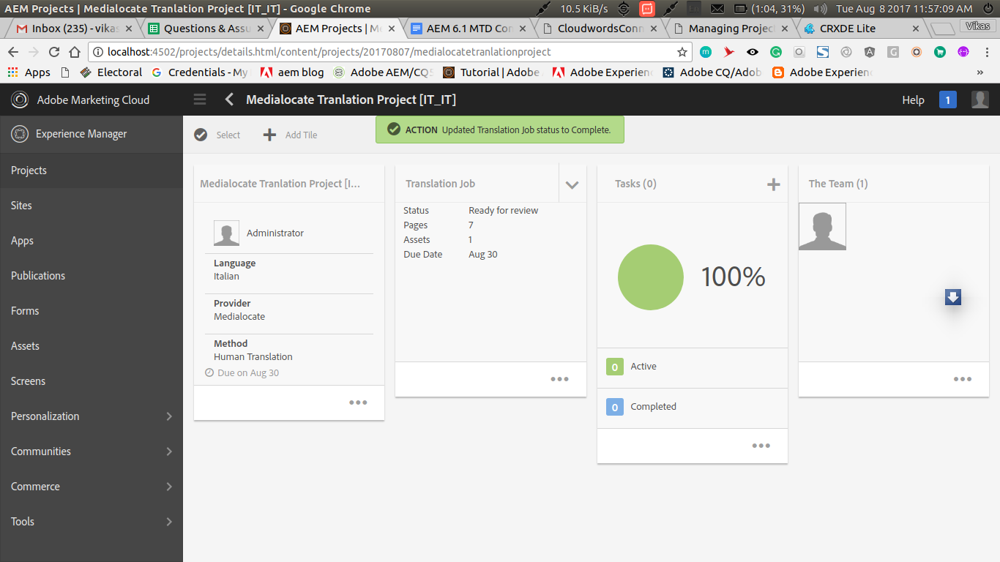 AEM Projects | Medialocate Tranlation Project [IT_IT] - Google Chrome
10.5 KiB/s
(1:04, 31%)
Tue Aug 8 2017 11:57:09 AM
Inbox (235) - vikas
Questions & Assu
AEM Projects | Me
AEM 6.1 MTD Con
CloudwordsConn
Managing Project
CRXDE Lite
Vikas
localhost:4502/projects/details.html/content/projects/20170807/medialocatetranlationproject
Apps
Electoral
Credentials - My
aem blog
Adobe AEM/CQ5
Tutorial | Adobe
Adobe Experien
Adobe CQ/Adob
Adobe Experienc
»
Adobe Marketing Cloud
Medialocate Tranlation Project [IT_IT]
Help
1
Experience Manager
Select
Add Tile
ACTION Updated Translation Job status to Complete.
Projects
Sites
Apps
Publications
Forms
Assets
Screens
Personalization
Communities
Commerce
Tools
Medialocate Tranlation Project [I...
Administrator
Language
Italian
Provider
Medialocate
Method
Human Translation
Due on Aug 30
Translation Job
Status Ready for review
Pages 7
Assets 1
Due Date Aug 30
Tasks (0)
100%
0 Active
0 Completed
The Team (1)